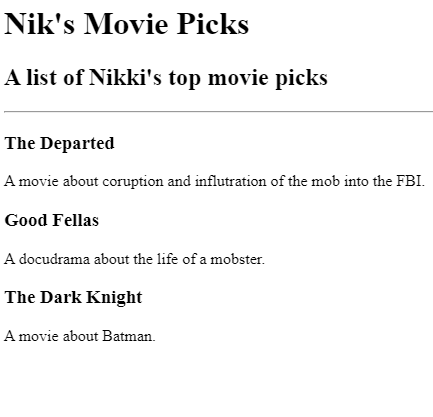 Nik's Movie Picks
A list of Nikki's top movie picks
The Departed
A movie about coruption and influtration of the mob into the FBI.
Good Fellas
A docudrama about the life of a mobster.
The Dark Knight
A movie about Batman.